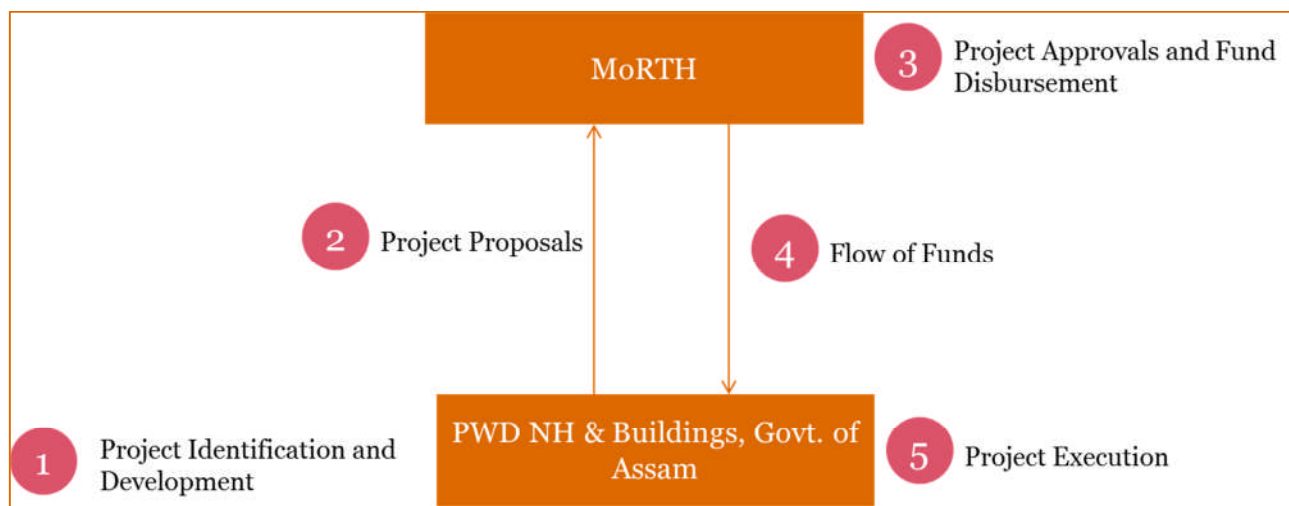 MoRTH
3
Project Approvals and Fund
Disbursement
2
Project Proposals
4
Flow of Funds
1
Project Identification and
Development
PWD NH & Buildings, Govt. of
Assam
5
Project Execution